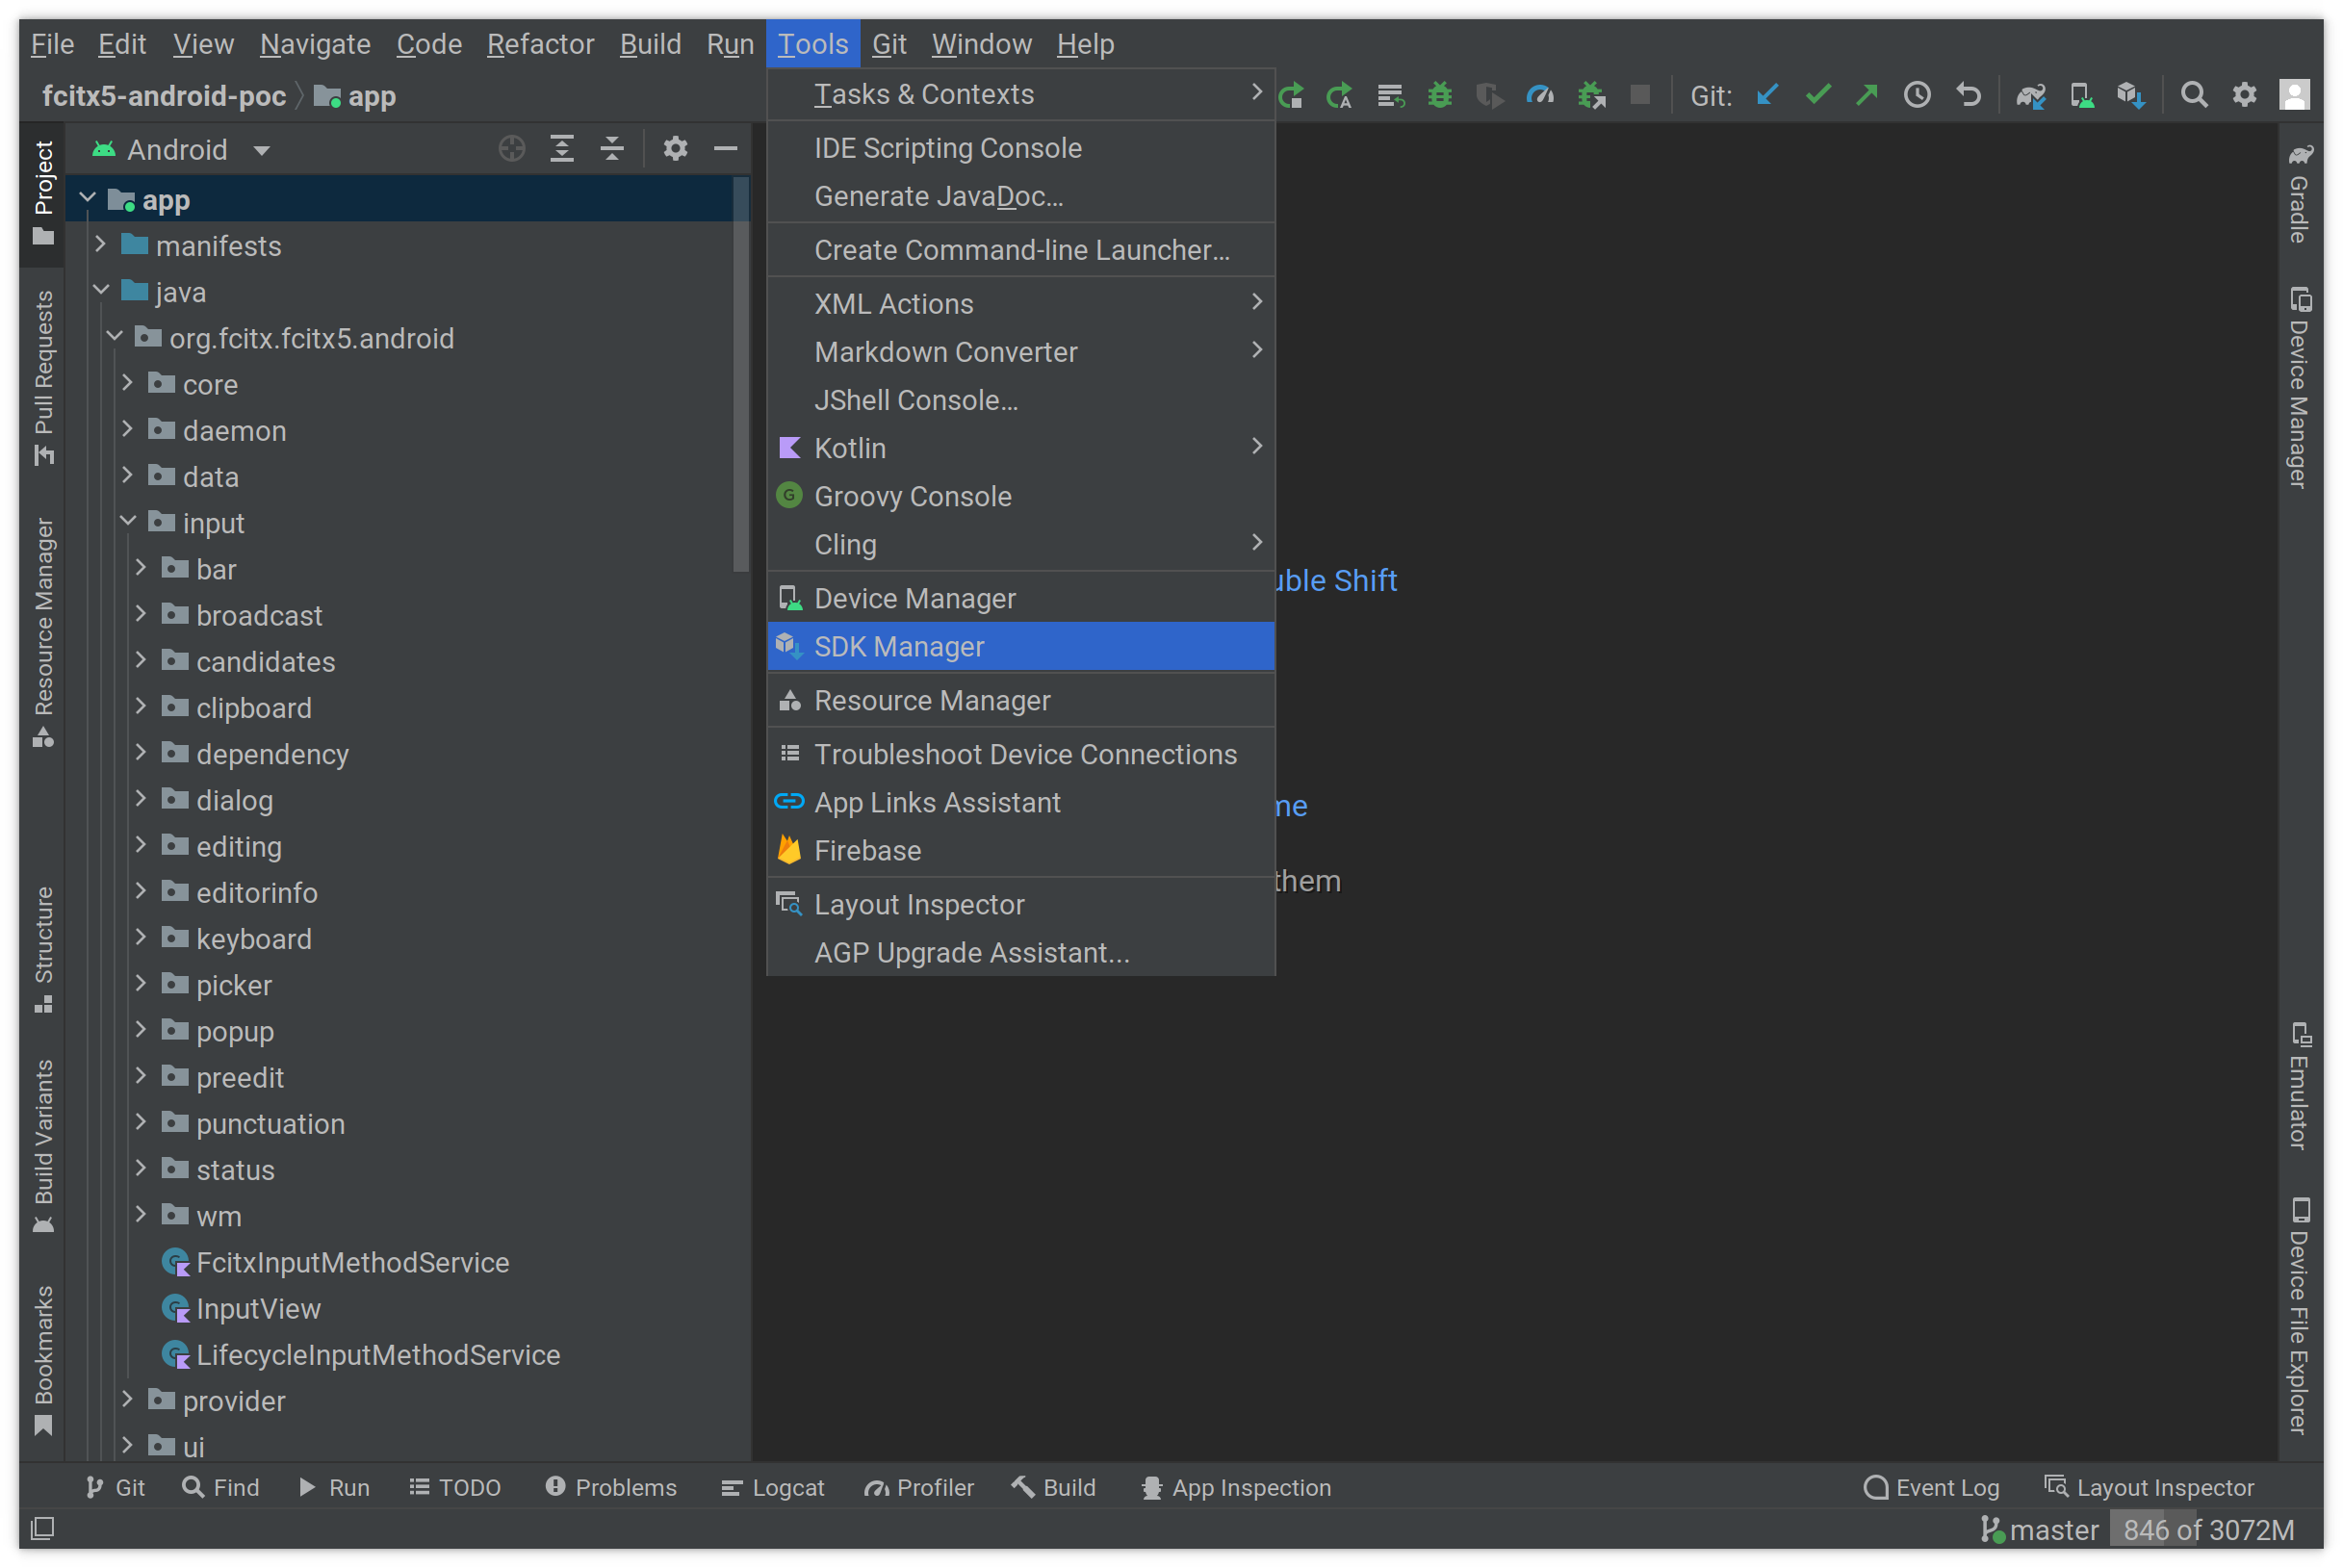 File Edit View Navigate Code Refactor Build Run Tools Git Window Help
fcitx5-android-poc app
Git:
Android
app
manifests
java
org.fcitx.fcitx5.android
core
daemon
data
input
bar
broadcast
candidates
clipboard
dependency
dialog
editing
editorinfo
keyboard
picker
popup
preedit
punctuation
status
wm
FcitxInputMethodService
InputView
LifecycleInputMethodService
provider
ui
Tasks & Contexts
IDE Scripting Console
Generate JavaDoc...
Create Command-line Launcher...
XML Actions
Markdown Converter
JShell Console...
Kotlin
G Groovy Console
Cling
Device Manager
SDK Manager
Resource Manager
Troubleshoot Device Connections
App Links Assistant
Firebase
Layout Inspector
AGP Upgrade Assistant...
uble Shift
me
them
Project
Pull Requests
Resource Manager
Structure
Build Variants
Bookmarks
Gradle
Device Manager
Emulator
Device File Explorer
Git Find Run TODO Problems Logcat Profiler Build App Inspection Event Log Layout Inspector
master 846 of 3072M